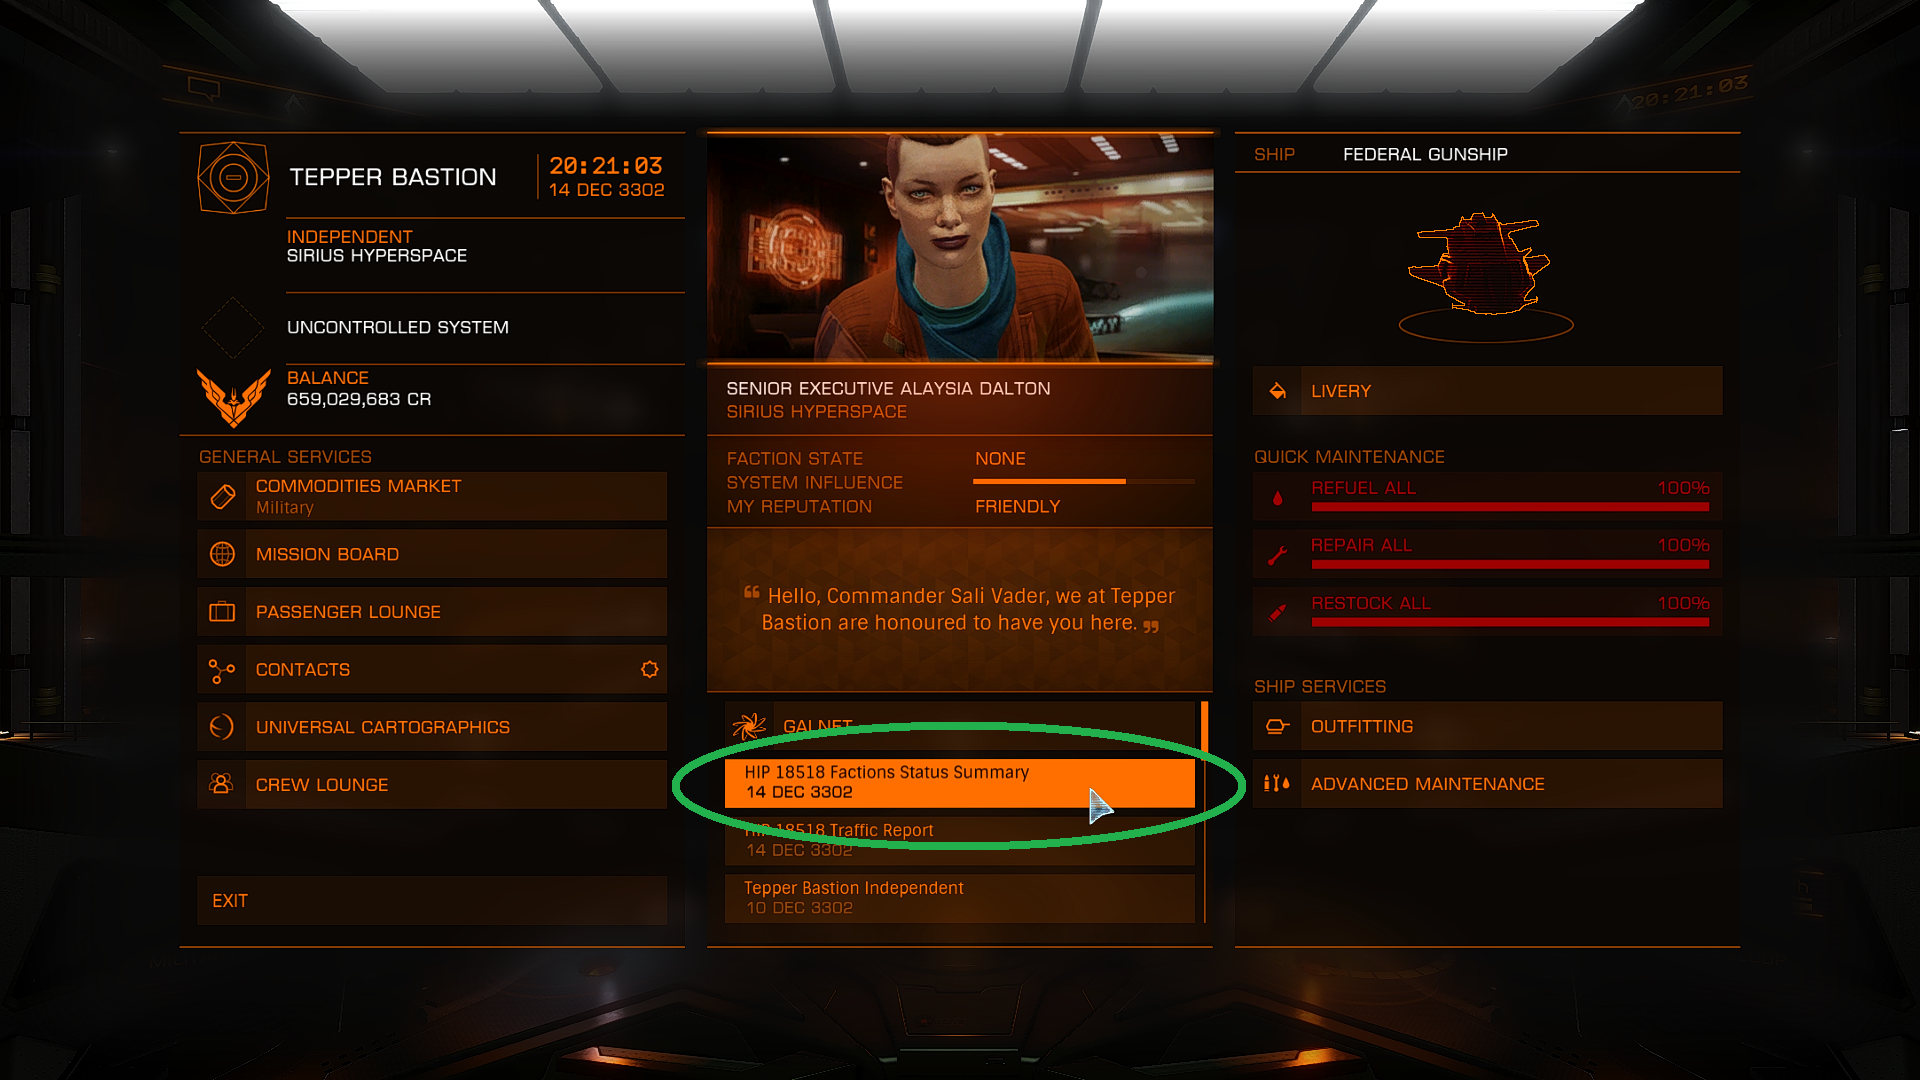 20:21:03
TEPPER BASTION
20:21:03
14 DEC 3302
INDEPENDENT
SIRIUS HYPERSPACE
UNCONTROLLED SYSTEM
BALANCE
659,029,683 CR
GENERAL SERVICES
COMMODITIES MARKET
Military
MISSION BOARD
PASSENGER LOUNGE
CONTACTS
UNIVERSAL CARTOGRAPHICS
CREW LOUNGE
EXIT
SENIOR EXECUTIVE ALAYSIA DALTON
SIRIUS HYPERSPACE
FACTION STATE NONE
SYSTEM INFLUENCE
MY REPUTATION FRIENDLY
“ Hello, Commander Sali Vader, we at Tepper
Bastion are honoured to have you here. ”
GALNET
HIP 18518 Factions Status Summary
14 DEC 3302
HIP 18518 Traffic Report
14 DEC 3302
Tepper Bastion Independent
10 DEC 3302
SHIP FEDERAL GUNSHIP
LIVERY
QUICK MAINTENANCE
REFUEL ALL 100%
REPAIR ALL 100%
RESTOCK ALL 100%
SHIP SERVICES
OUTFITTING
ADVANCED MAINTENANCE